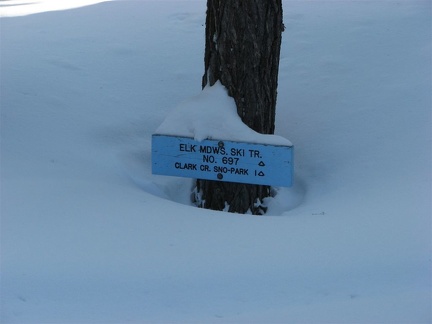 ELK MDWS. SKI TR.
NO. 697
CLARK CR. SNO-PARK 1